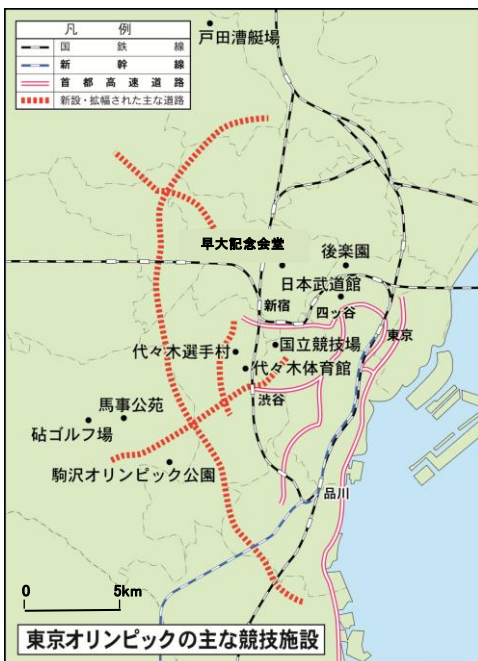 凡例
国鉄線
新幹線
首都高速道路
新設・拡幅された主な道路
戸田漕艇場
早大記念会堂
後楽園
日本武道館
新宿
四ッ谷
東京
国立競技場
代々木選手村
代々木体育館
渋谷
馬事公苑
砧ゴルフ場
駒沢オリンピック公園
品川
0 5km
東京オリンピックの主な競技施設